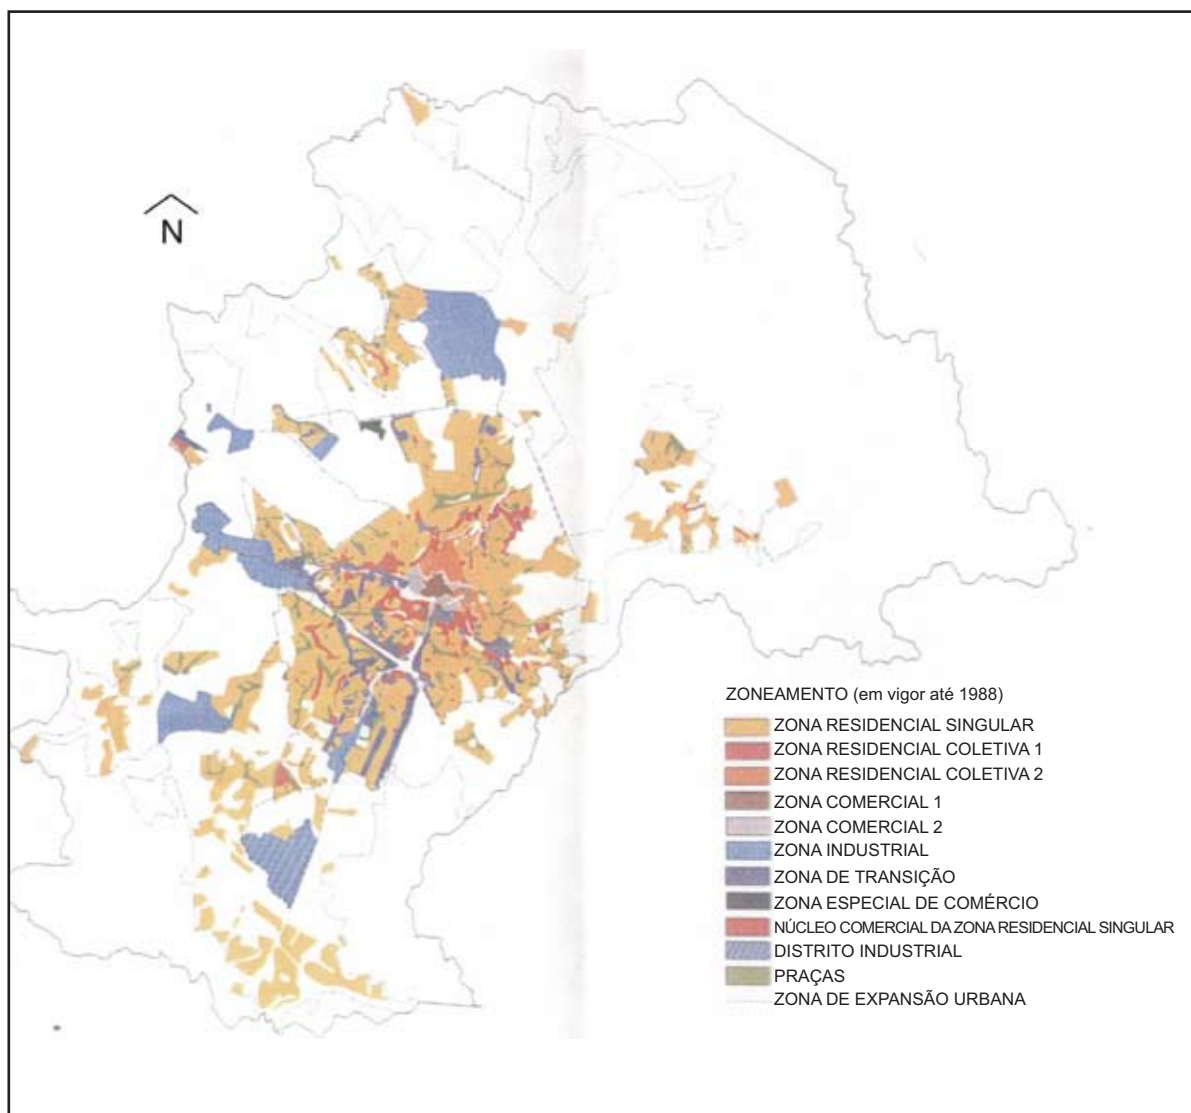 N
ZONEAMENTO (em vigor até 1988)
ZONA RESIDENCIAL SINGULAR
ZONA RESIDENCIAL COLETIVA 1
ZONA RESIDENCIAL COLETIVA 2
ZONA COMERCIAL 1
ZONA COMERCIAL 2
ZONA INDUSTRIAL
ZONA DE TRANSIÇÃO
ZONA ESPECIAL DE COMÉRCIO
NÚCLEO COMERCIAL DA ZONA RESIDENCIAL SINGULAR
DISTRITO INDUSTRIAL
PRAÇAS
ZONA DE EXPANSÃO URBANA